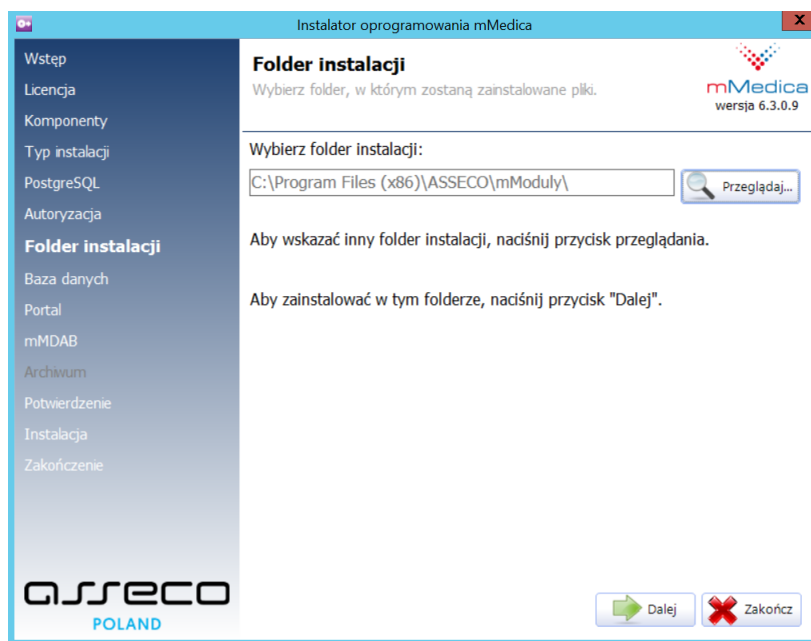 Instalator oprogramowania mMedica
X
Wstęp
Licencja
Komponenty
Typ instalacji
PostgreSQL
Autoryzacja
Folder instalacji
Baza danych
Portal
mMDAB
Archiwum
Potwierdzenie
Instalacja
Zakończenie
asseco
POLAND
Folder instalacji
Wybierz folder, w którym zostaną zainstalowane pliki.
mMedica
wersja 6.3.0.9
Wybierz folder instalacji:
C:\Program Files (x86)\ASSECO\mModuly\
Przeglądaj...
Aby wskazać inny folder instalacji, naciśnij przycisk przeglądania.
Aby zainstalować w tym folderze, naciśnij przycisk "Dalej".
Dalej
Zakończ